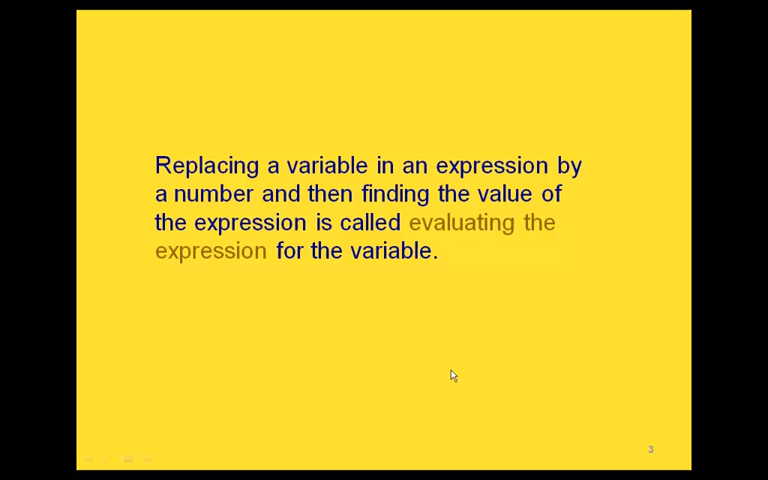 Replacing a variable in an expression by
a number and then finding the value of
the expression is called evaluating the
expression for the variable.
3